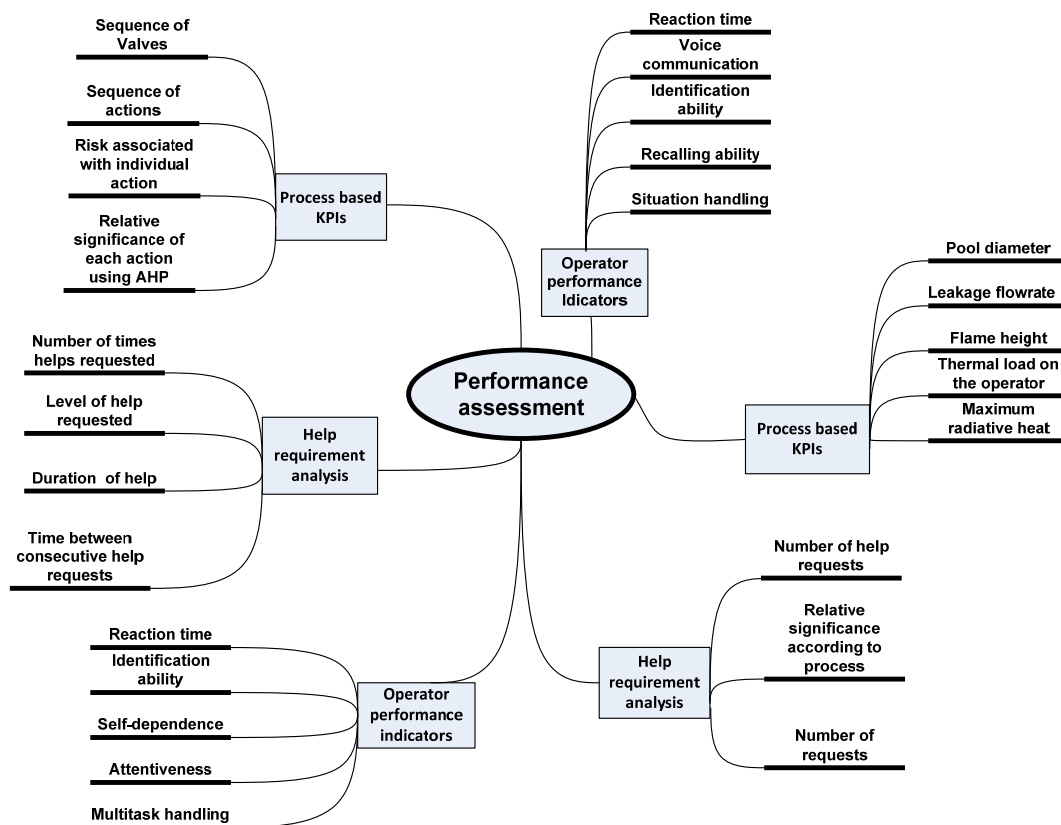 Sequence of
Valves
Sequence of
actions
Risk associated
with individual
action
Relative
significance of
each action
using AHP
Process based
KPIs
Reaction time
Voice
communication
Identification
ability
Recalling ability
Situation handling
Operator
performance
Idicators
Pool diameter
Leakage flowrate
Flame height
Thermal load on
the operator
Maximum
radiative heat
Process based
KPIs
Performance
assessment
Number of times
helps requested
Level of help
requested
Duration of help
Time between
consecutive help
requests
Help
requirement
analysis
Number of help
requests
Relative
significance
according to
process
Number of
requests
Help
requirement
analysis
Reaction time
Identification
ability
Self-dependence
Attentiveness
Multitask handling
Operator
performance
indicators